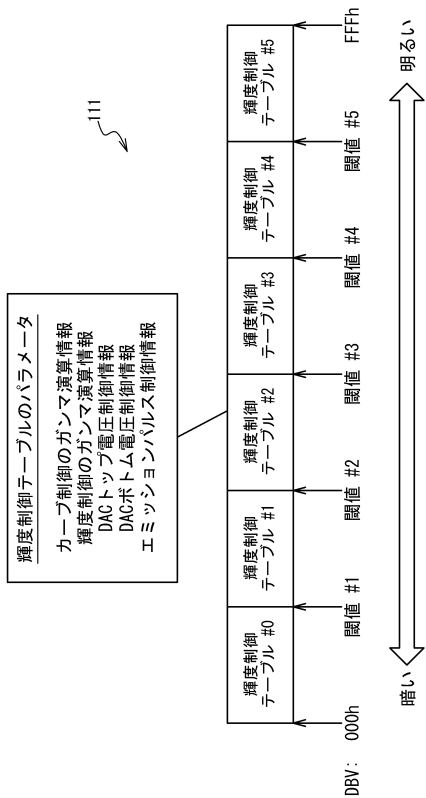 111
輝度制御テーブルのパラメータ
カーブ制御のガンマ演算情報
輝度制御のガンマ演算情報
DACトップ電圧制御情報
DACボトム電圧制御情報
エミッションパルス制御情報
輝度制御
テーブル #0
輝度制御
テーブル #1
輝度制御
テーブル #2
輝度制御
テーブル #3
輝度制御
テーブル #4
輝度制御
テーブル #5
DBV: 000h 閾値 #1 閾値 #2 閾値 #3 閾値 #4 閾値 #5 FFFh
暗い 明るい